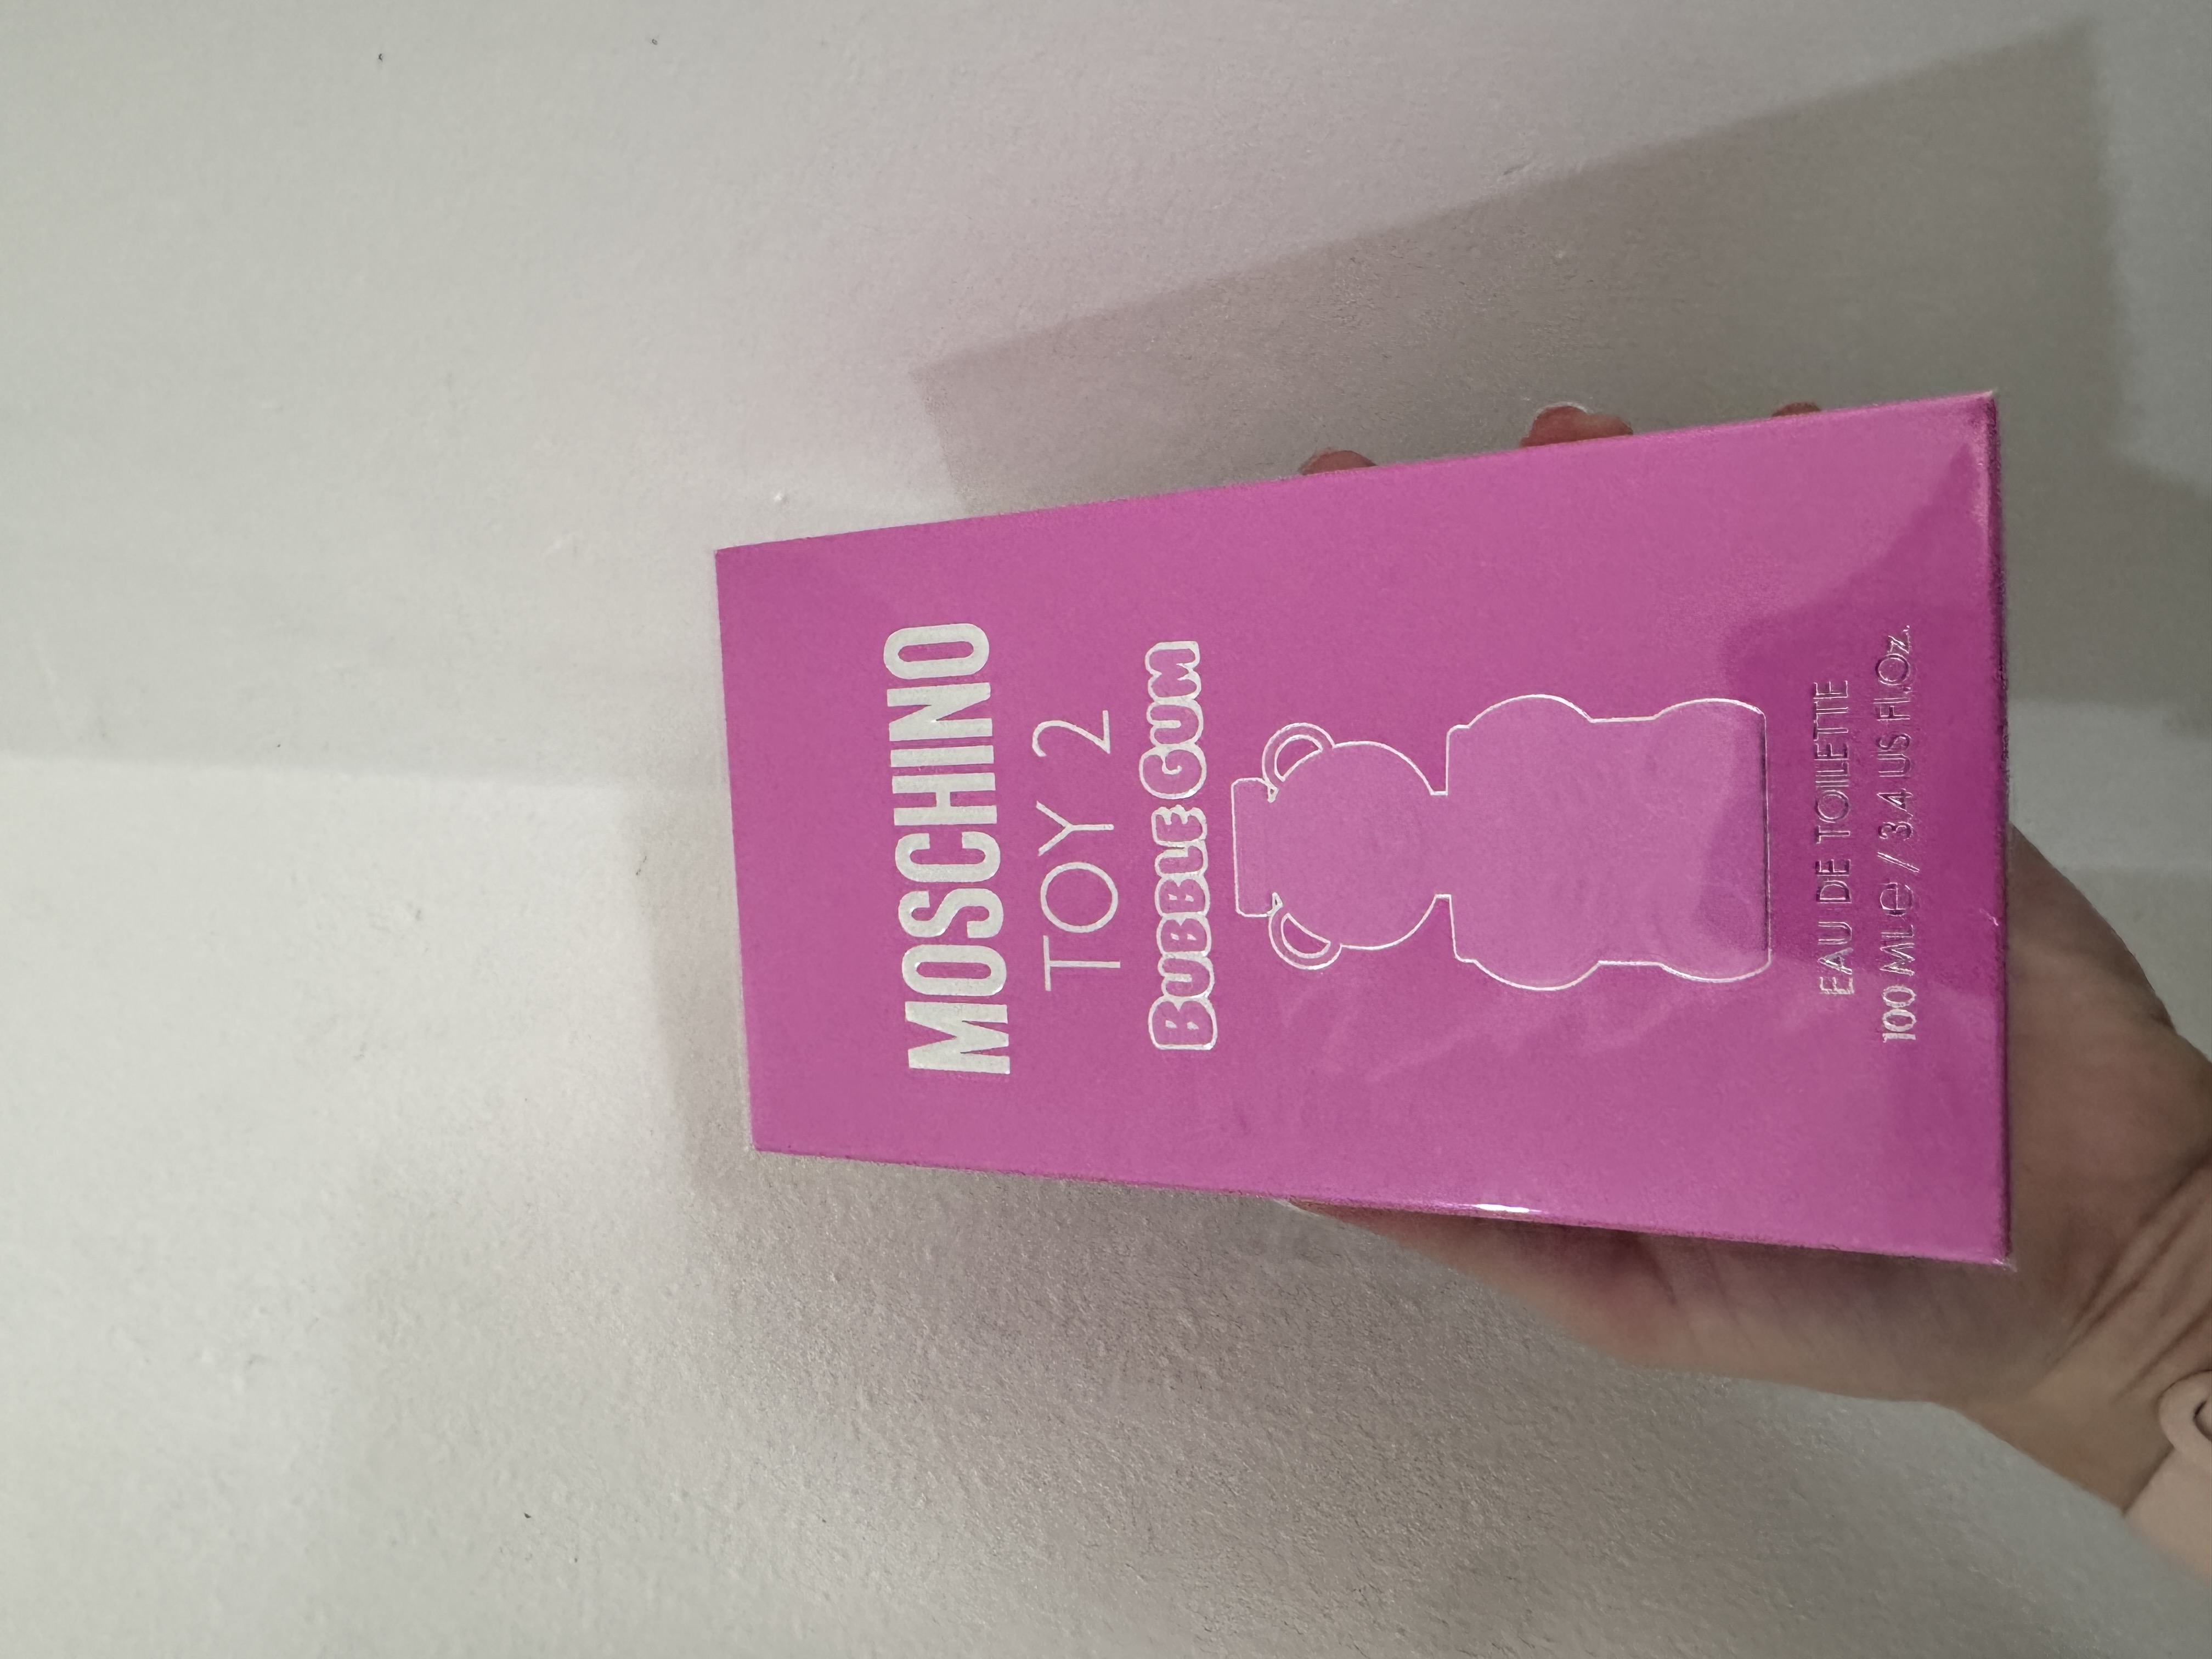 MOSCHINO
TOY 2
BUBBLE GUM
EAU DE TOILETTE
100 ML ℮ / 3.4 US Fl.Oz.